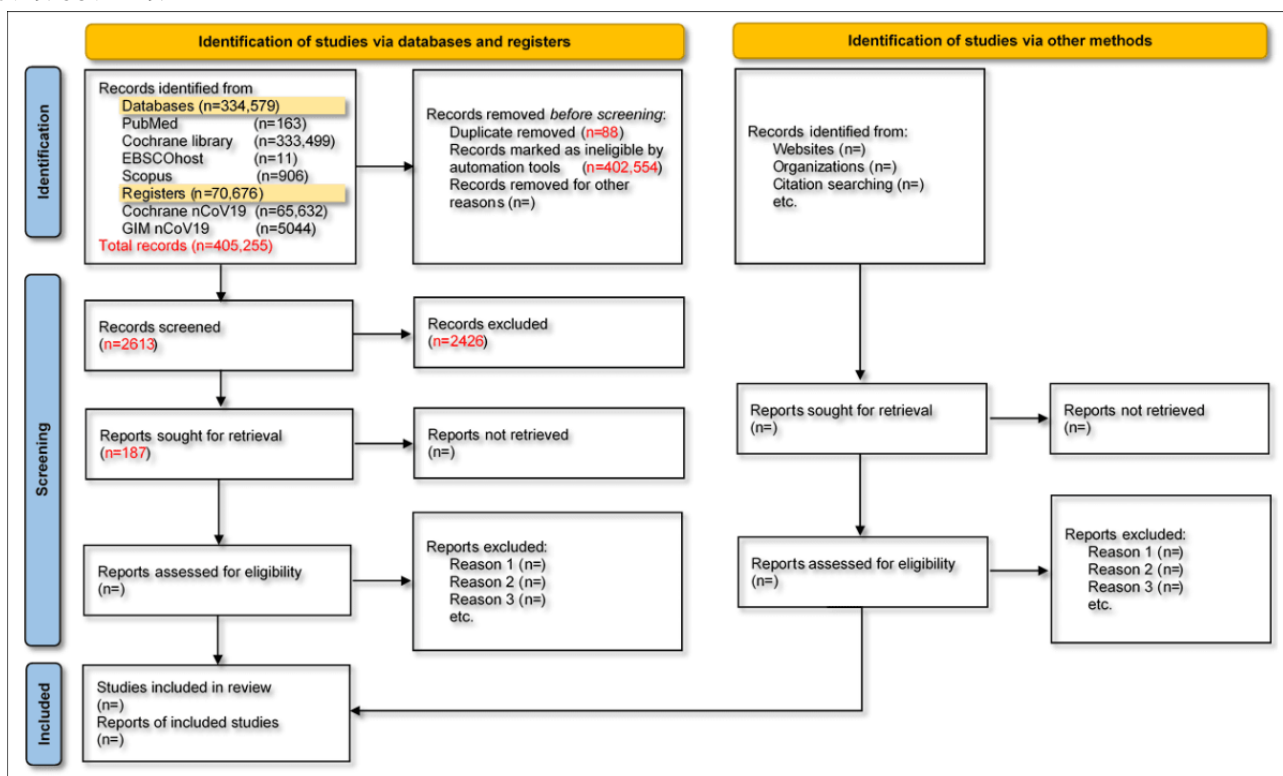 Identification of studies via databases and registers
Identification of studies via other methods
Identification
Records identified from
Databases (n=334,579)
PubMed (n=163)
Cochrane library (n=333,499)
EBSCOhost (n=11)
Scopus (n=906)
Registers (n=70,676)
Cochrane nCoV19 (n=65,632)
GIM nCoV19 (n=5044)
Total records (n=405,255)
Records removed before screening:
Duplicate removed (n=88)
Records marked as ineligible by
automation tools (n=402,554)
Records removed for other
reasons (n=)
Records identified from:
Websites (n=)
Organizations (n=)
Citation searching (n=)
etc.
Screening
Records screened
(n=2613)
Records excluded
(n=2426)
Reports sought for retrieval
(n=187)
Reports not retrieved
(n=)
Reports sought for retrieval
(n=)
Reports not retrieved
(n=)
Reports assessed for eligibility
(n=)
Reports excluded:
Reason 1 (n=)
Reason 2 (n=)
Reason 3 (n=)
etc.
Reports assessed for eligibility
(n=)
Reports excluded:
Reason 1 (n=)
Reason 2 (n=)
Reason 3 (n=)
etc.
Included
Studies included in review
(n=)
Reports of included studies
(n=)